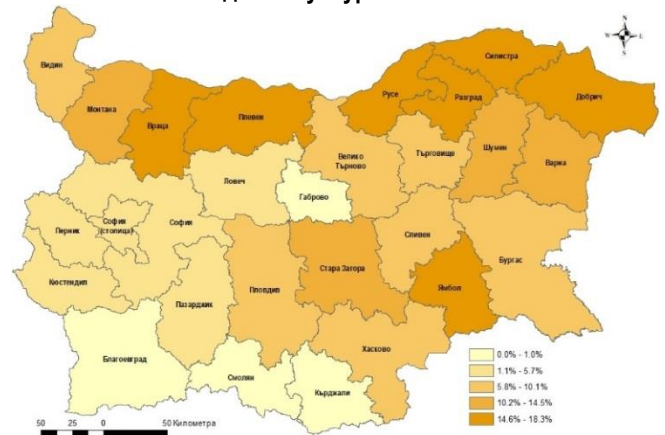 N
W
E
S
Видин
Монтана
Враца
Плевен
Русе
Силистра
Разград
Добрич
Шумен
Варна
Велико
Търново
Търговище
Ловеч
Габрово
София
(столица)
София
Перник
Кюстендил
Пазарджик
Пловдив
Стара Загора
Сливен
Ямбол
Бургас
Хасково
Благоевград
Смолян
Кърджали
0.0% - 1.0%
1.1% - 5.7%
5.8% - 10.1%
10.2% - 14.5%
14.6% - 18.3%
50 25 0 50 Километра